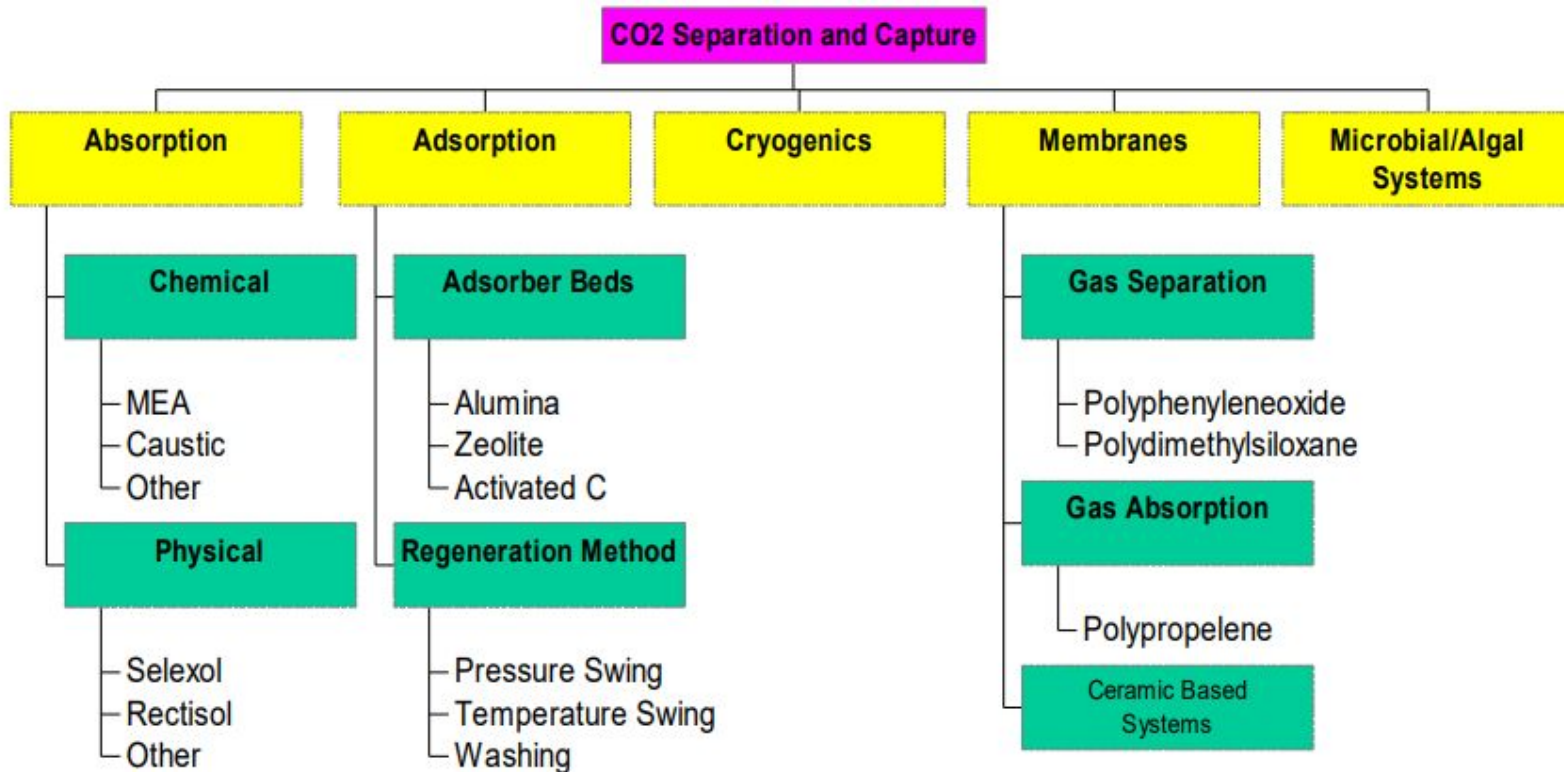 CO2 Separation and Capture
Absorption
Adsorption
Cryogenics
Membranes
Microbial/Algal
Systems
Chemical
MEA
Caustic
Other
Physical
Selexol
Rectisol
Other
Adsorber Beds
Alumina
Zeolite
Activated C
Regeneration Method
Pressure Swing
Temperature Swing
Washing
Gas Separation
Polyphenyleneoxide
Polydimethylsiloxane
Gas Absorption
Polypropelene
Ceramic Based
Systems